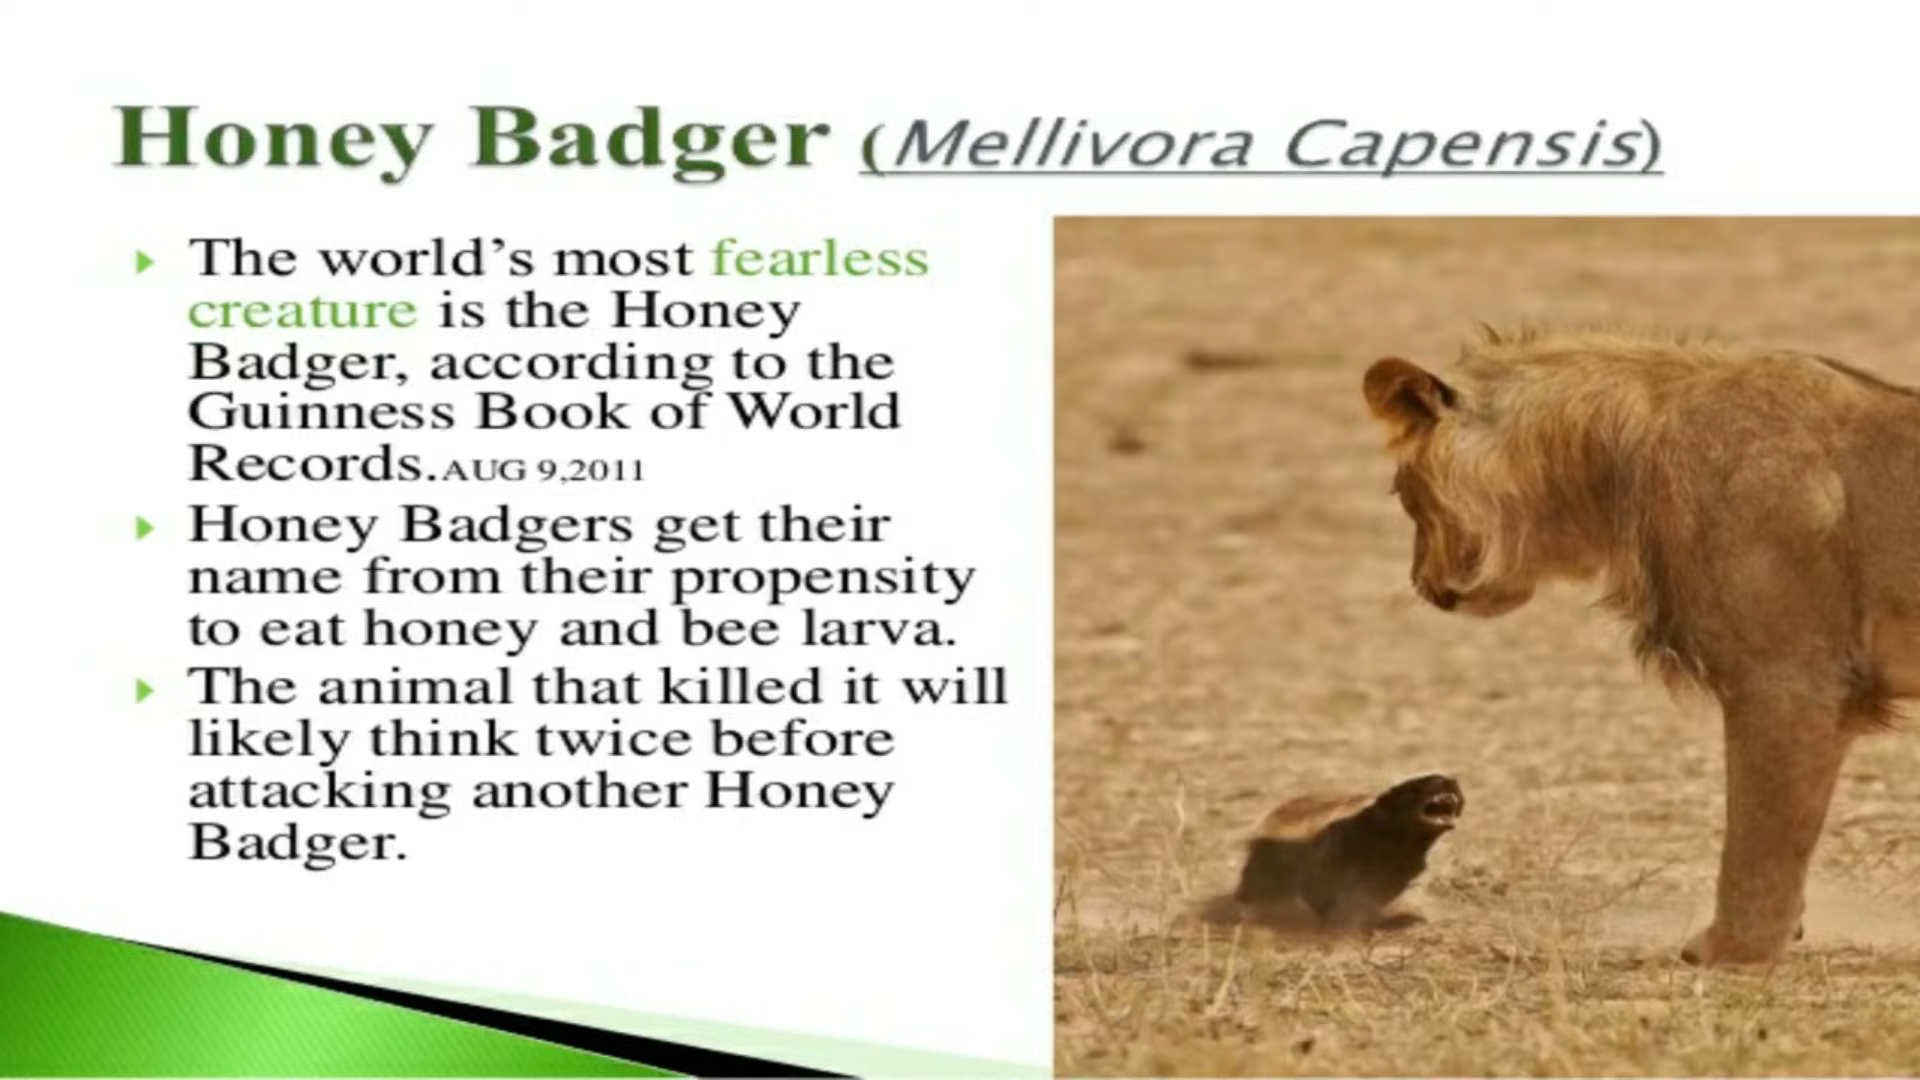 Honey Badger (Mellivora Capensis)
The world's most fearless
creature is the Honey
Badger, according to the
Guinness Book of World
Records.AUG 9,2011
Honey Badgers get their
name from their propensity
to eat honey and bee larva.
The animal that killed it will
likely think twice before
attacking another Honey
Badger.